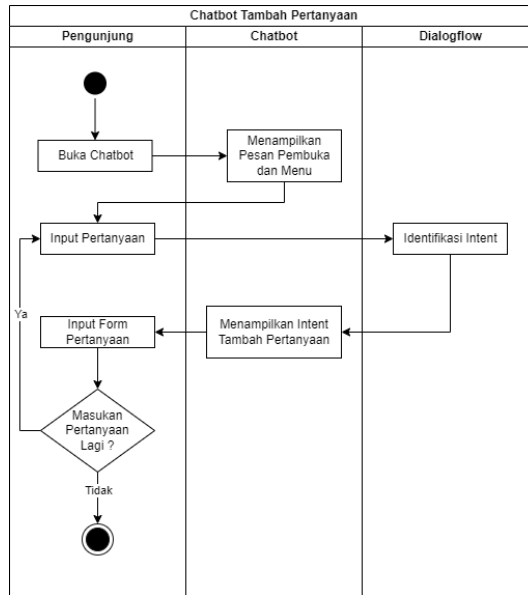 Chatbot Tambah Pertanyaan
Pengunjung
Chatbot
Dialogflow
Buka Chatbot
Menampilkan
Pesan Pembuka
dan Menu
Input Pertanyaan
Identifikasi Intent
Ya
Input Form
Pertanyaan
Menampilkan Intent
Tambah Pertanyaan
Masukan
Pertanyaan
Lagi ?
Tidak